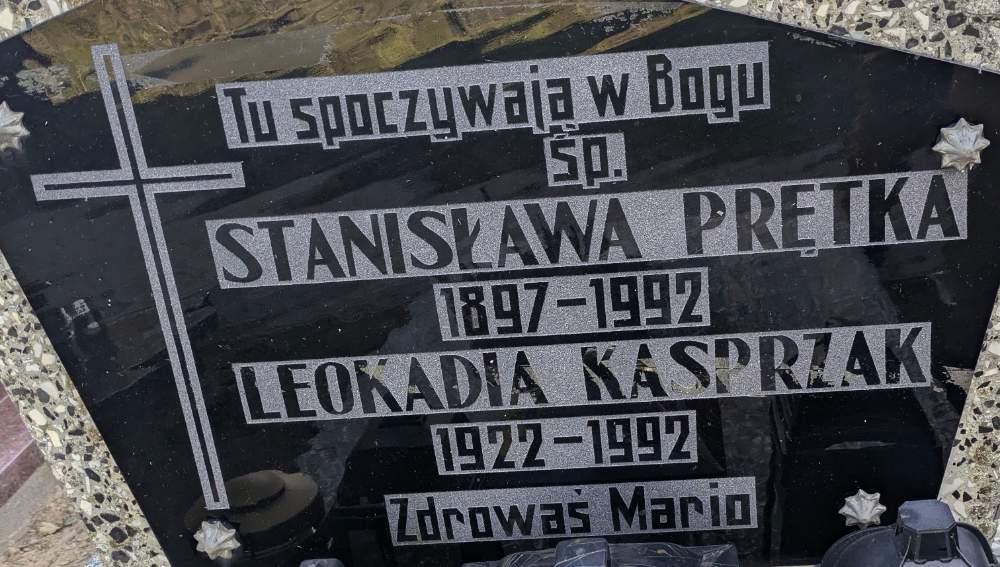 Tu spoczywają w Bogu
śp.
STANISŁAWA PRĘTKA
1897-1992
LEOKADIA KASPRZAK
1922-1992
Zdrowaś Mario